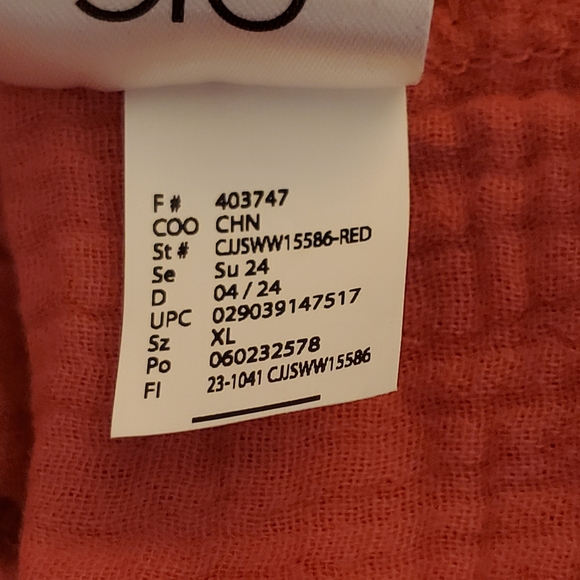 F # 403747
COO CHN
St # CJJSWW15586-RED
Se Su 24
D 04 / 24
UPC 029039147517
Sz XL
Po 060232578
FI 23-1041 CJJSWW15586